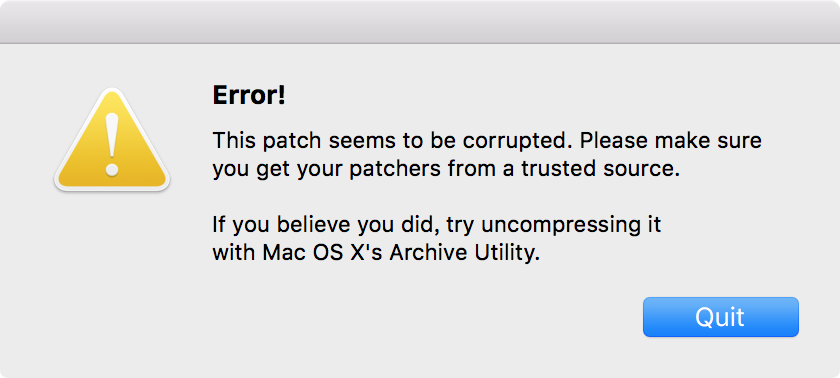 Error!
This patch seems to be corrupted. Please make sure
you get your patchers from a trusted source.
If you believe you did, try uncompressing it
with Mac OS X's Archive Utility.
Quit